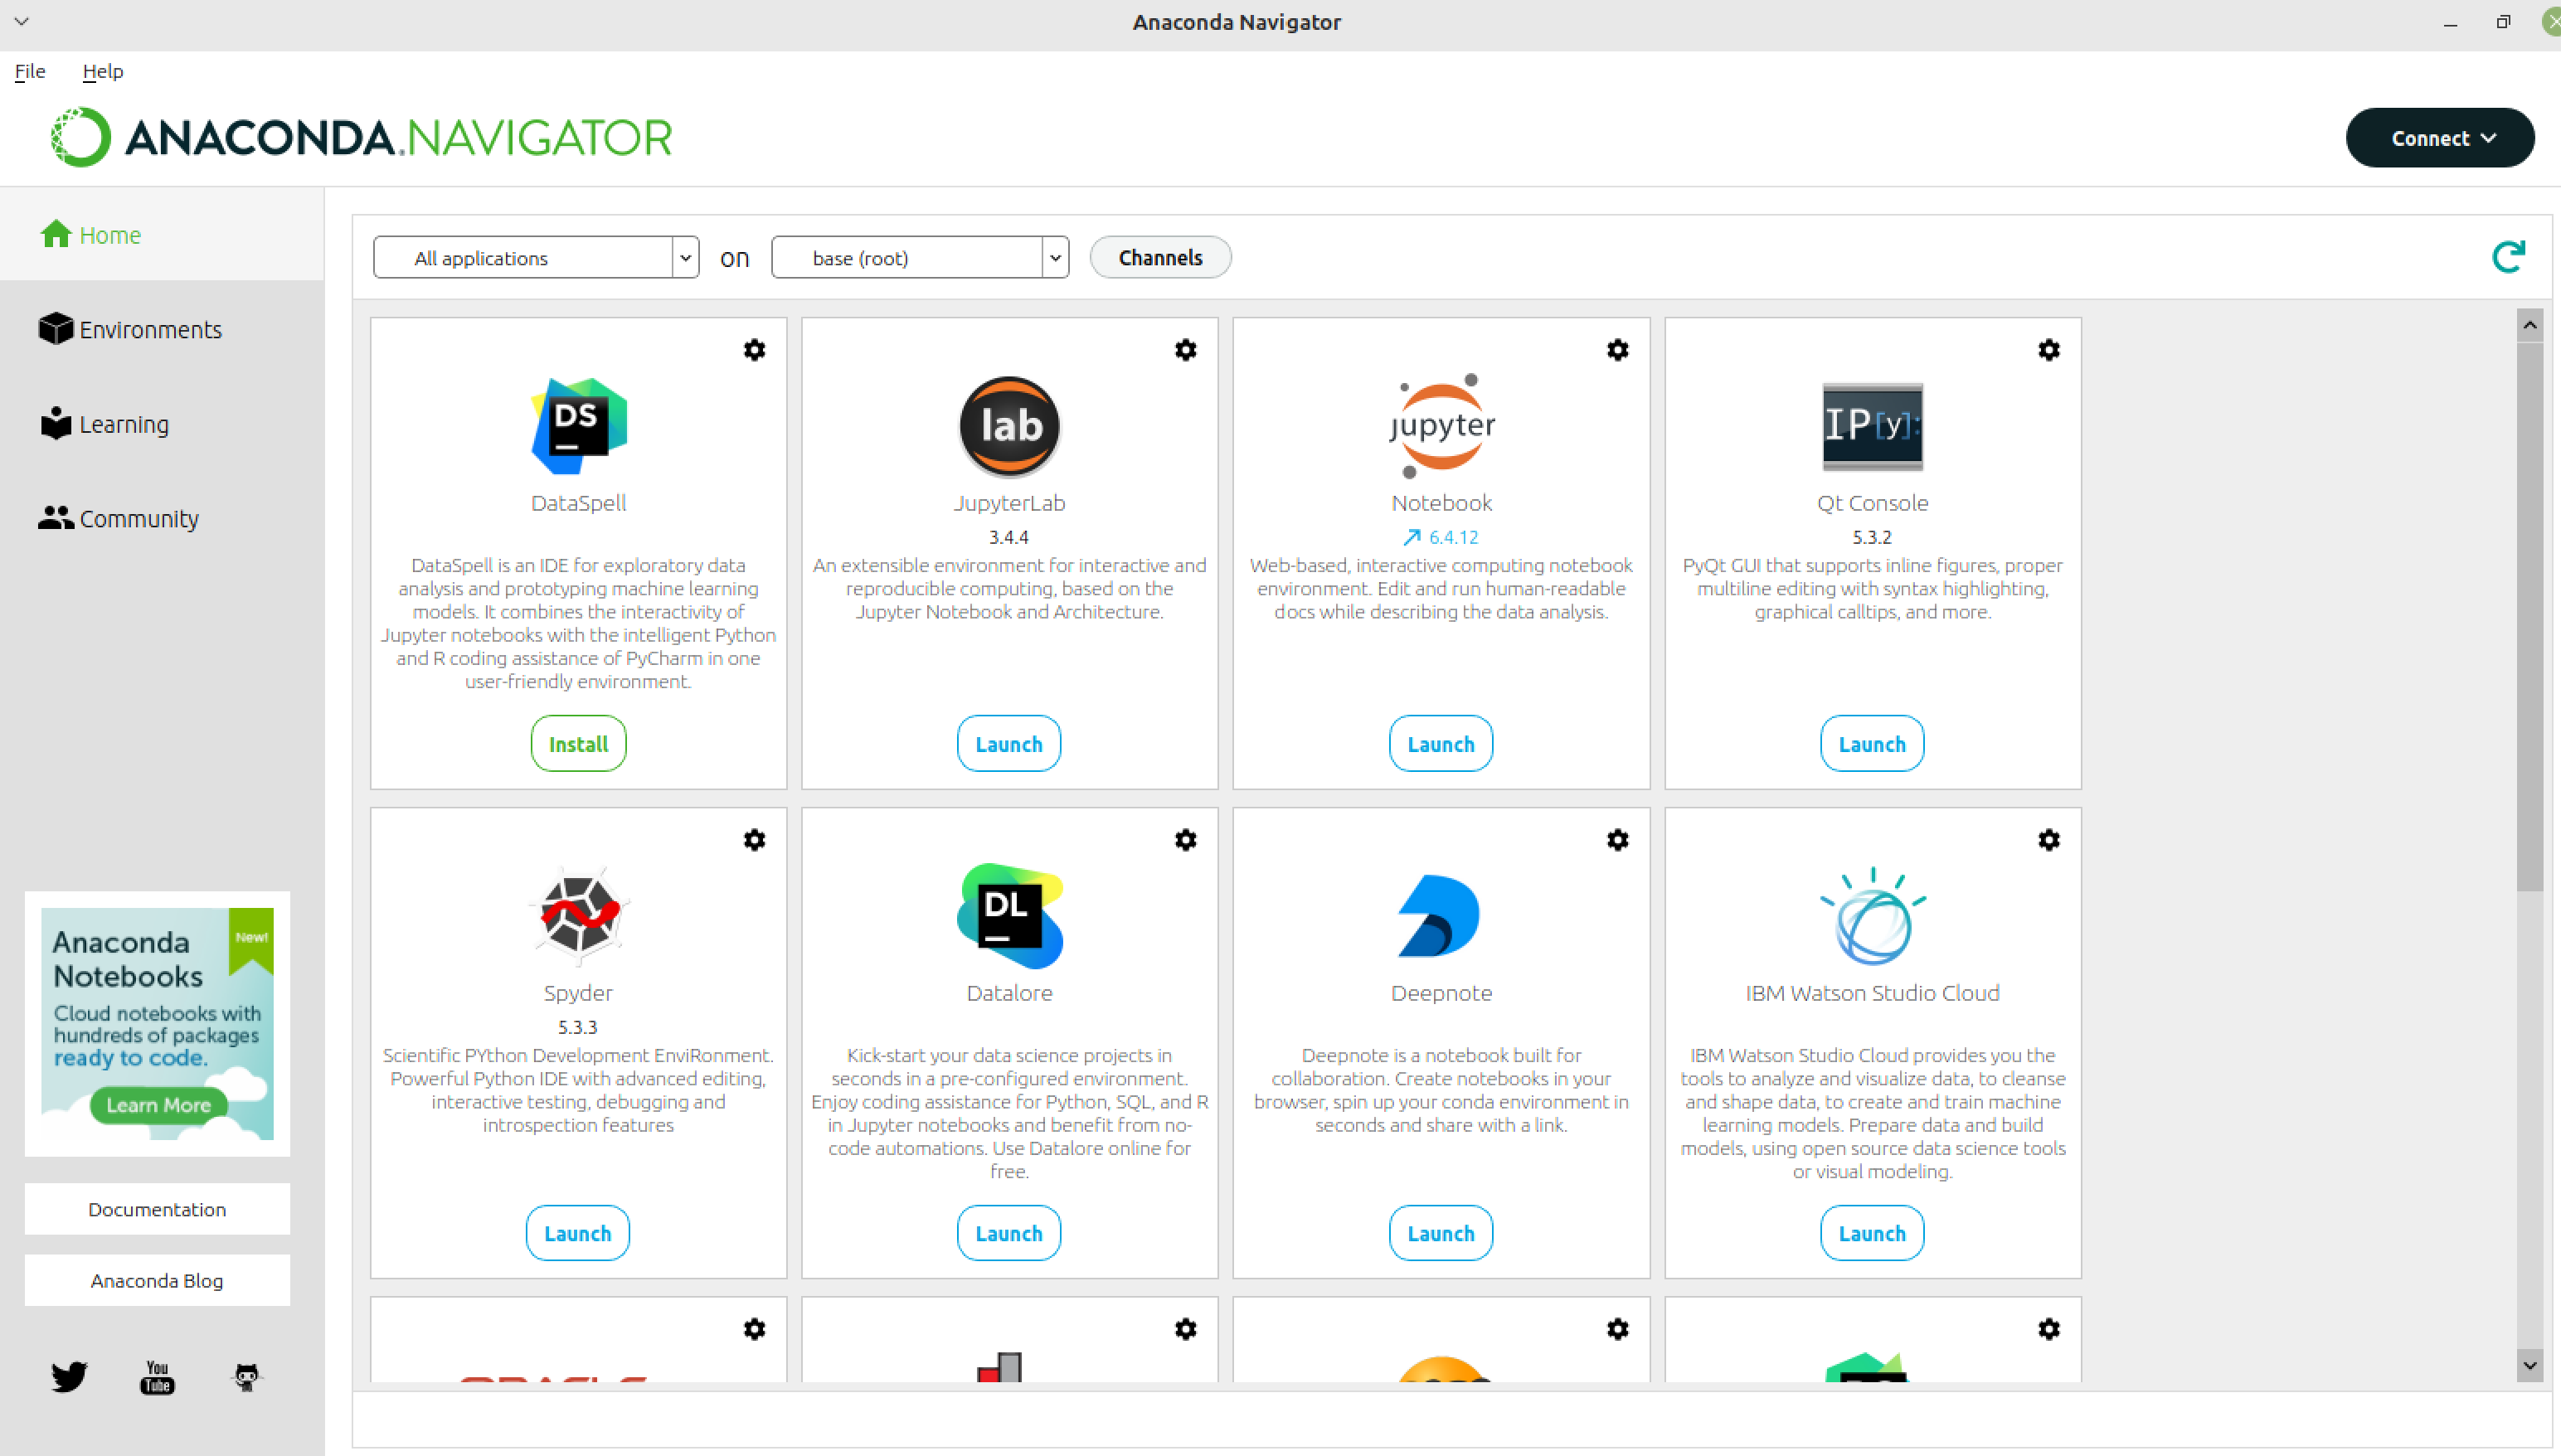 Anaconda Navigator
File Help
ANACONDA.NAVIGATOR
Connect
Home
Environments
Learning
Community
Anaconda
Notebooks
New!
Cloud notebooks with
hundreds of packages
ready to code.
Learn More
Documentation
Anaconda Blog
You
Tube
All applications on base (root) Channels
DS
DataSpell
DataSpell is an IDE for exploratory data
analysis and prototyping machine learning
models. It combines the interactivity of
Jupyter notebooks with the intelligent Python
and R coding assistance of PyCharm in one
user-friendly environment.
Install
lab
JupyterLab
3.4.4
An extensible environment for interactive and
reproducible computing, based on the
Jupyter Notebook and Architecture.
Launch
jupyter
Notebook
6.4.12
Web-based, interactive computing notebook
environment. Edit and run human-readable
docs while describing the data analysis.
Launch
IP[y]:
Qt Console
5.3.2
PyQt GUI that supports inline figures, proper
multiline editing with syntax highlighting,
graphical calltips, and more.
Launch
Spyder
5.3.3
Scientific PYthon Development EnviRonment.
Powerful Python IDE with advanced editing,
interactive testing, debugging and
introspection features
Launch
DL
Datalore
Kick-start your data science projects in
seconds in a pre-configured environment.
Enjoy coding assistance for Python, SQL, and R
in Jupyter notebooks and benefit from no-
code automations. Use Datalore online for
free.
Launch
Deepnote
Deepnote is a notebook built for
collaboration. Create notebooks in your
browser, spin up your conda environment in
seconds and share with a link.
Launch
IBM Watson Studio Cloud
IBM Watson Studio Cloud provides you the
tools to analyze and visualize data, to cleanse
and shape data, to create and train machine
learning models. Prepare data and build
models, using open source data science tools
or visual modeling.
Launch